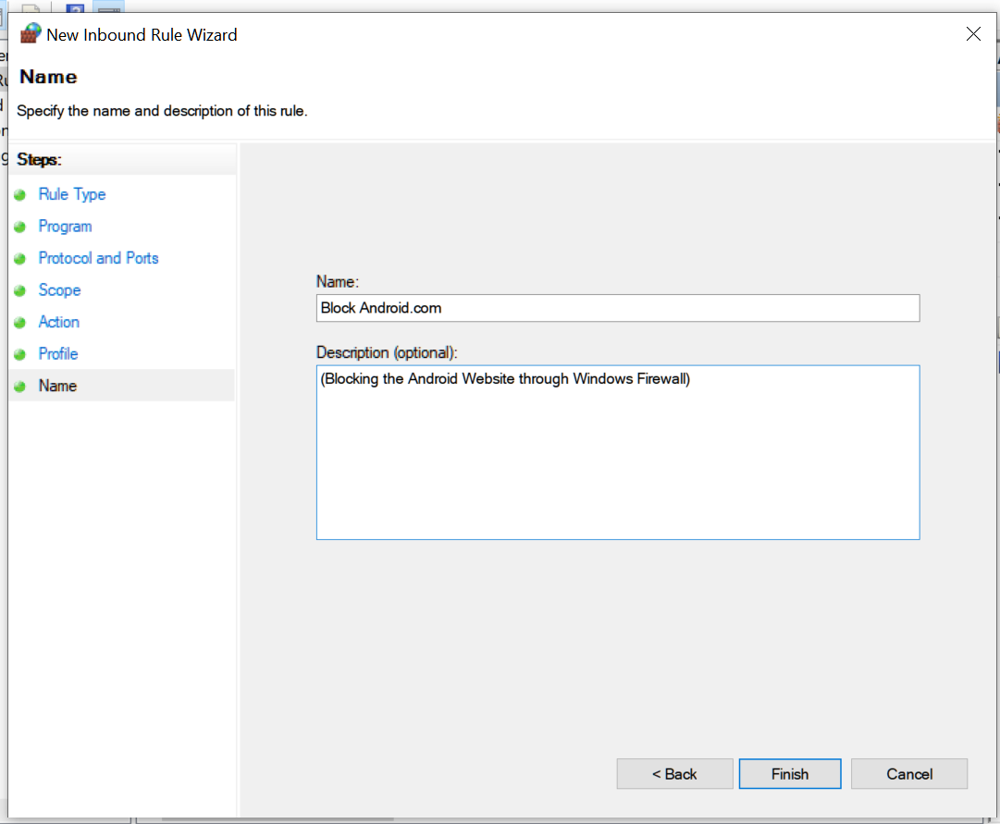 New Inbound Rule Wizard
Name
Specify the name and description of this rule.
Steps:
Rule Type
Program
Protocol and Ports
Scope
Action
Profile
Name
Name:
Block Android.com
Description (optional):
(Blocking the Android Website through Windows Firewall)
< Back
Finish
Cancel